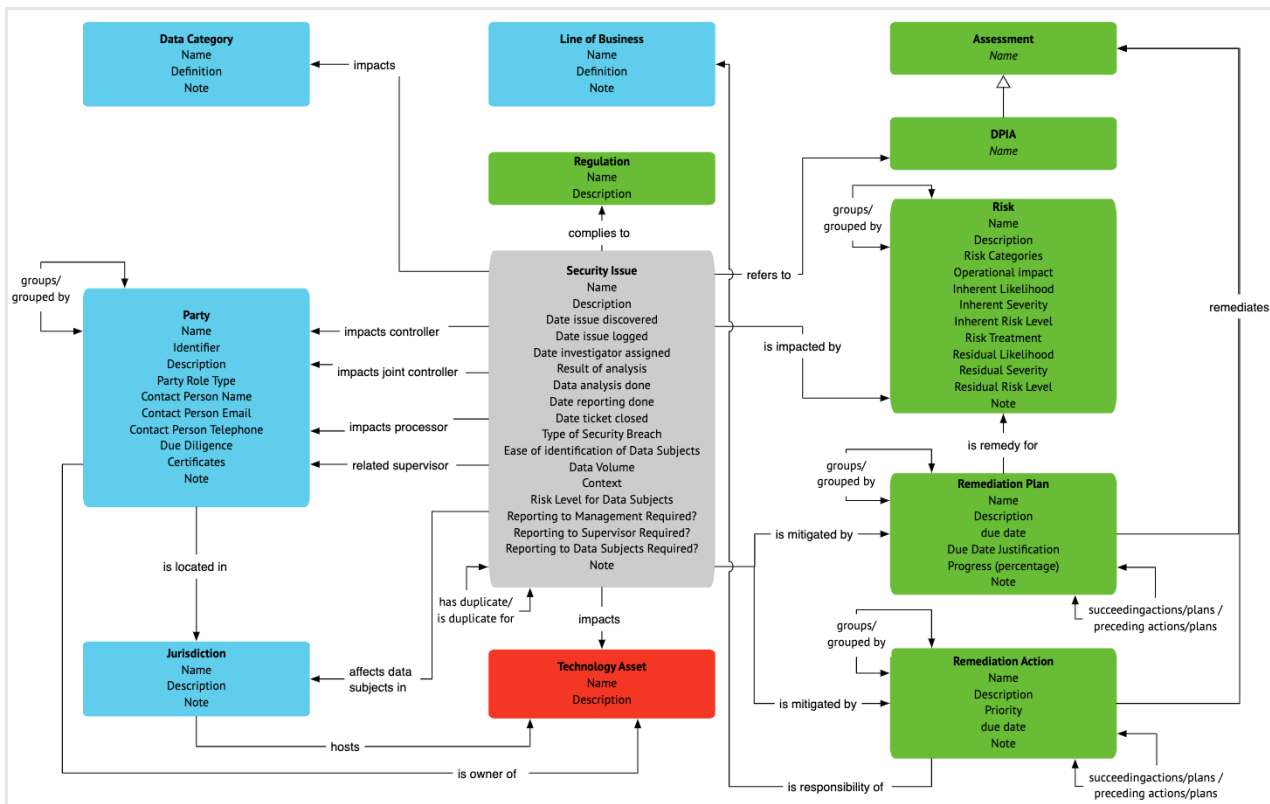 Data Category
Name
Definition
Note
impacts
Line of Business
Name
Definition
Note
Assessment
Name
DPIA
Name
Regulation
Name
Description
complies to
refers to
groups/
grouped by
Risk
Name
Description
Risk Categories
Operational impact
Inherent Likelihood
Inherent Severity
Inherent Risk Level
Risk Treatment
Residual Likelihood
Residual Severity
Residual Risk Level
Note
remediates
Security Issue
Name
Description
Date issue discovered
Date issue logged
Date investigator assigned
Result of analysis
Data analysis done
Date reporting done
Date ticket closed
Type of Security Breach
Ease of identification of Data Subjects
Data Volume
Context
Risk Level for Data Subjects
Reporting to Management Required?
Reporting to Supervisor Required?
Reporting to Data Subjects Required?
Note
groups/
grouped by
Party
Name
Identifier
Description
Party Role Type
Contact Person Name
Contact Person Email
Contact Person Telephone
Due Diligence
Certificates
Note
impacts controller
impacts joint controller
impacts processor
related supervisor
is impacted by
is remedy for
groups/
grouped by
Remediation Plan
Name
Description
due date
Due Date Justification
Progress (percentage)
Note
is mitigated by
succeedingactions/plans /
preceding actions/plans
is located in
has duplicate/
is duplicate for
impacts
groups/
grouped by
Jurisdiction
Name
Description
Note
affects data
subjects in
Technology Asset
Name
Description
Remediation Action
Name
Description
Priority
due date
Note
is mitigated by
hosts
is owner of
is responsibility of
succeedingactions/plans /
preceding actions/plans